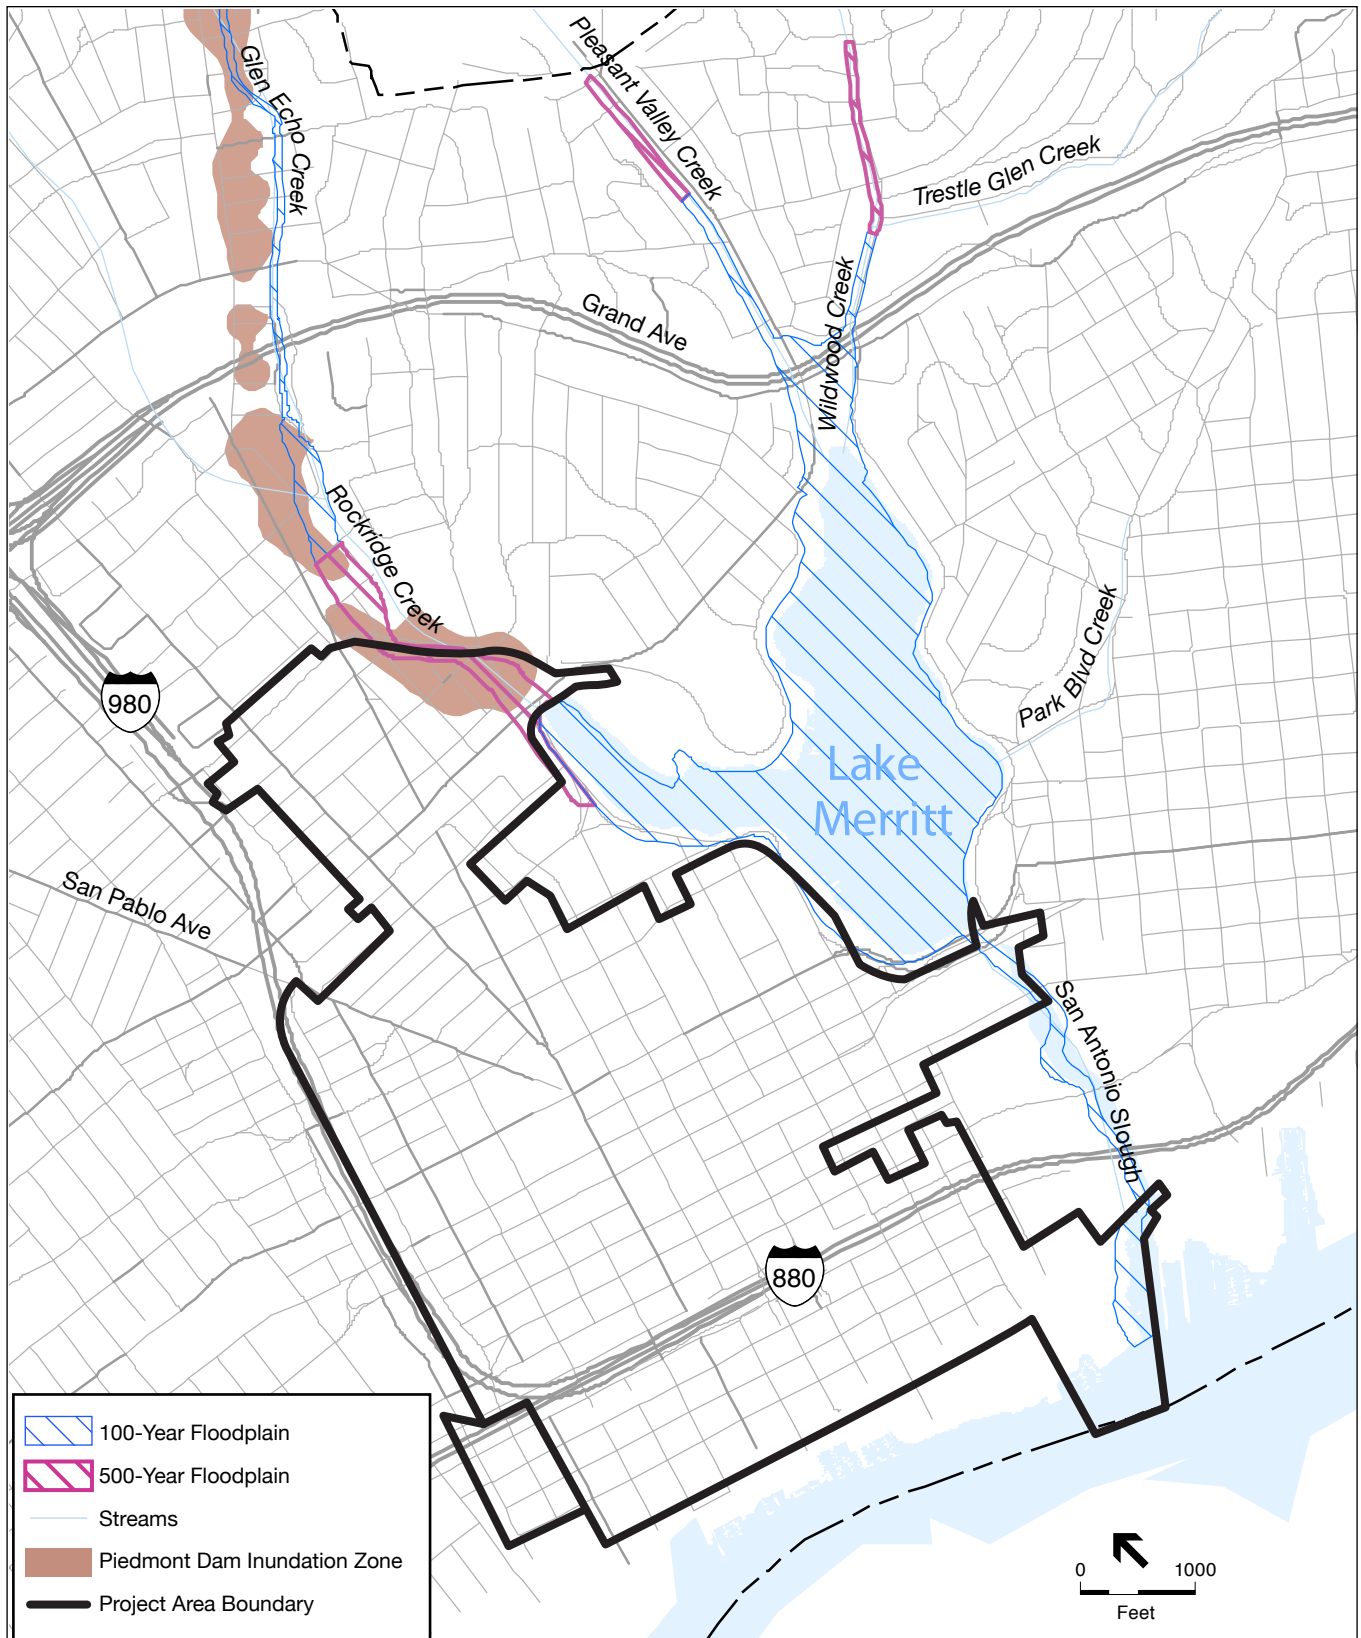 Pleasant Valley Creek
Glen Echo Creek
Trestle Glen Creek
Wildwood Creek
Grand Ave
Rockridge Creek
Park Blvd Creek
980
Lake
Merritt
San Pablo Ave
San Antonio Slough
880
100-Year Floodplain
500-Year Floodplain
Streams
Piedmont Dam Inundation Zone
Project Area Boundary
0 1000
Feet